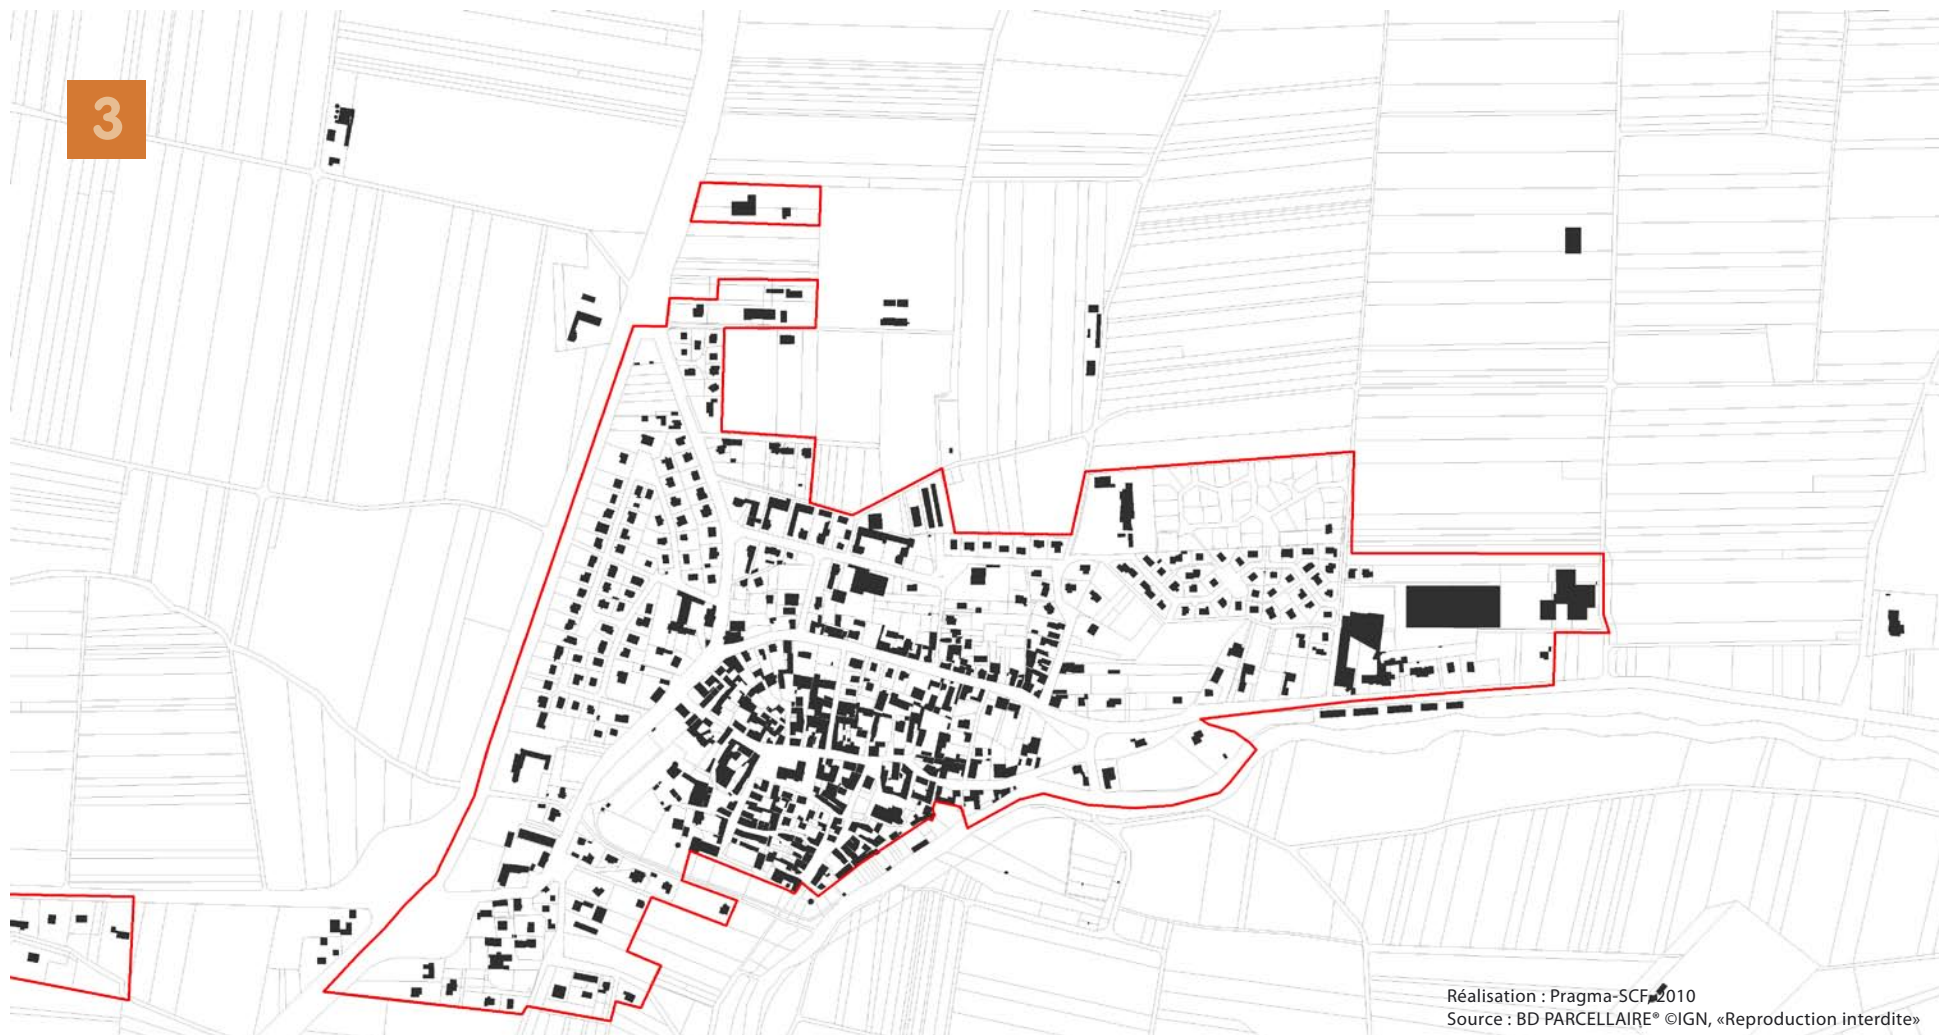 3
Réalisation : Pragma-SCF, 2010
Source : BD PARCELLAIRE® ©IGN, «Reproduction interdite»